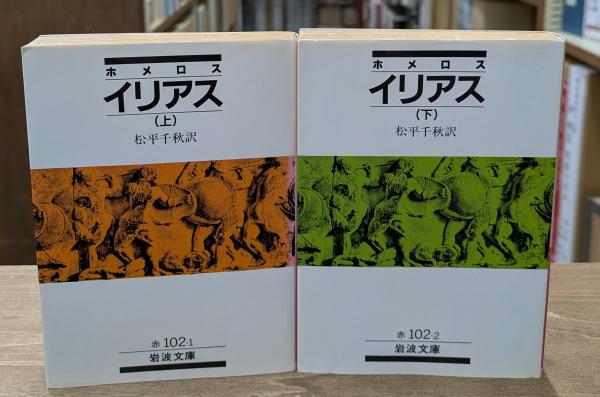 ホメロス
イリアス
(上)
松平千秋訳
赤 102-1
岩波文庫
ホメロス
イリアス
(下)
松平千秋訳
赤 102-2
岩波文庫